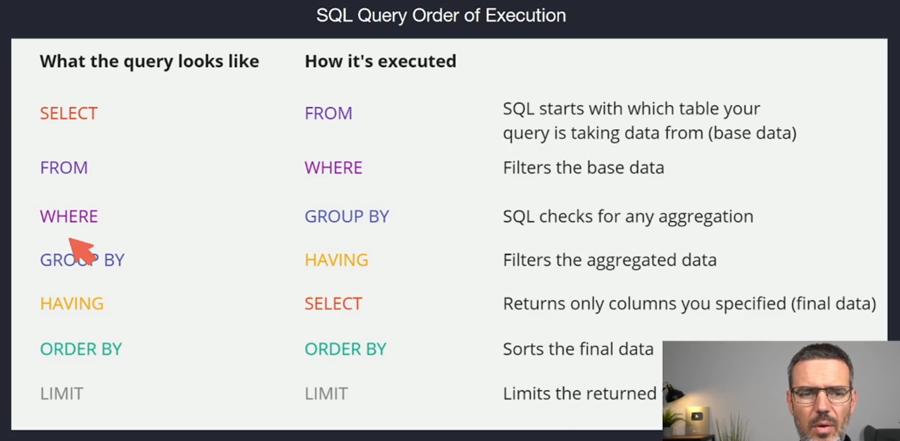 SQL Query Order of Execution
What the query looks like How it's executed
SELECT FROM SQL starts with which table your
query is taking data from (base data)
FROM WHERE Filters the base data
WHERE GROUP BY SQL checks for any aggregation
GROUP BY HAVING Filters the aggregated data
HAVING SELECT Returns only columns you specified (final data)
ORDER BY ORDER BY Sorts the final data
LIMIT LIMIT Limits the returned